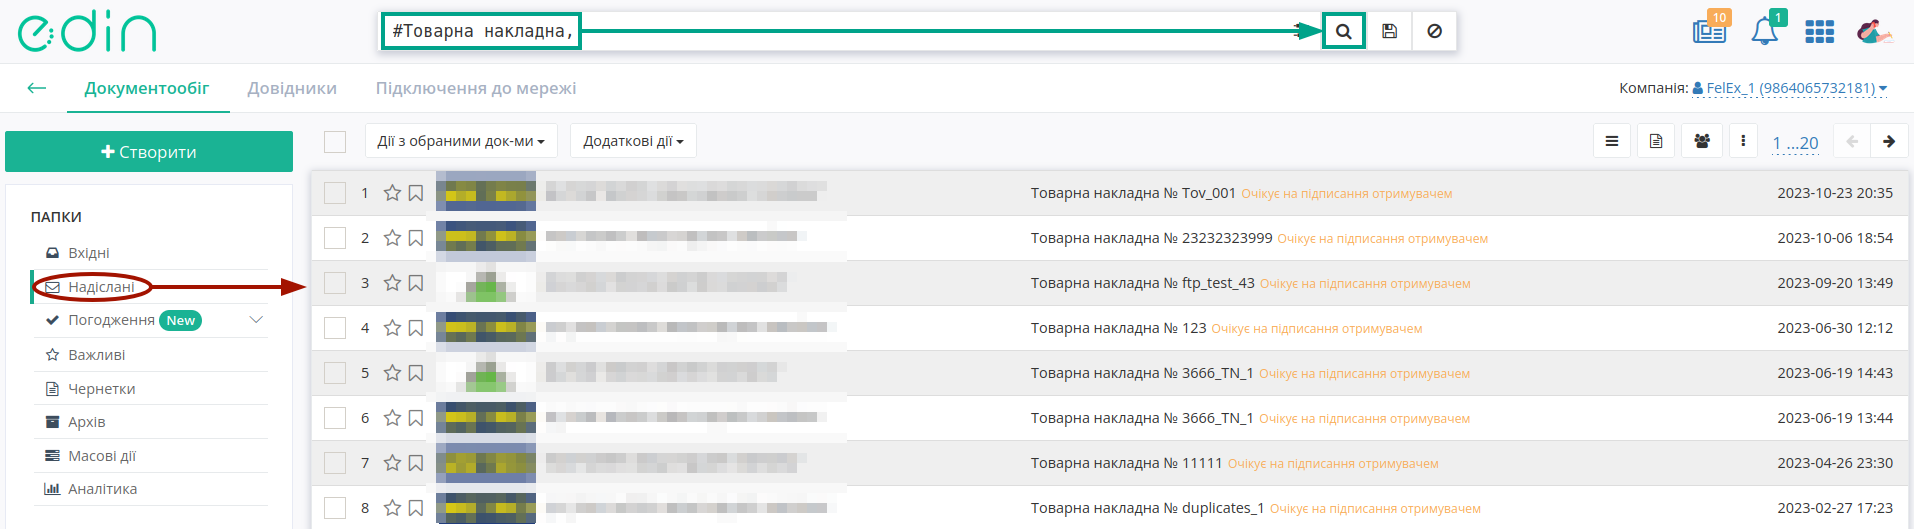 edin
#Товарна накладна,
10
1
Документообіг Довідники Підключення до мережі
Компанія: FelEx_1 (9864065732181)
Створити
Дії з обраними док-ми Додаткові дії
1 ...20
ПАПКИ
Вхідні
Надіслані
Погодження New
Важливі
Чернетки
Архів
Масові дії
Аналітика
1 Товарна накладна № Tov_001 Очікує на підписання отримувачем 2023-10-23 20:35
2 Товарна накладна № 23232323999 Очікує на підписання отримувачем 2023-10-06 18:54
3 Товарна накладна № ftp_test_43 Очікує на підписання отримувачем 2023-09-20 13:49
4 Товарна накладна № 123 Очікує на підписання отримувачем 2023-06-30 12:12
5 Товарна накладна № 3666_TN_1 Очікує на підписання отримувачем 2023-06-19 14:43
6 Товарна накладна № 3666_TN_1 Очікує на підписання отримувачем 2023-06-19 13:44
7 Товарна накладна № 11111 Очікує на підписання отримувачем 2023-04-26 23:30
8 Товарна накладна № duplicates_1 Очікує на підписання отримувачем 2023-02-27 17:23